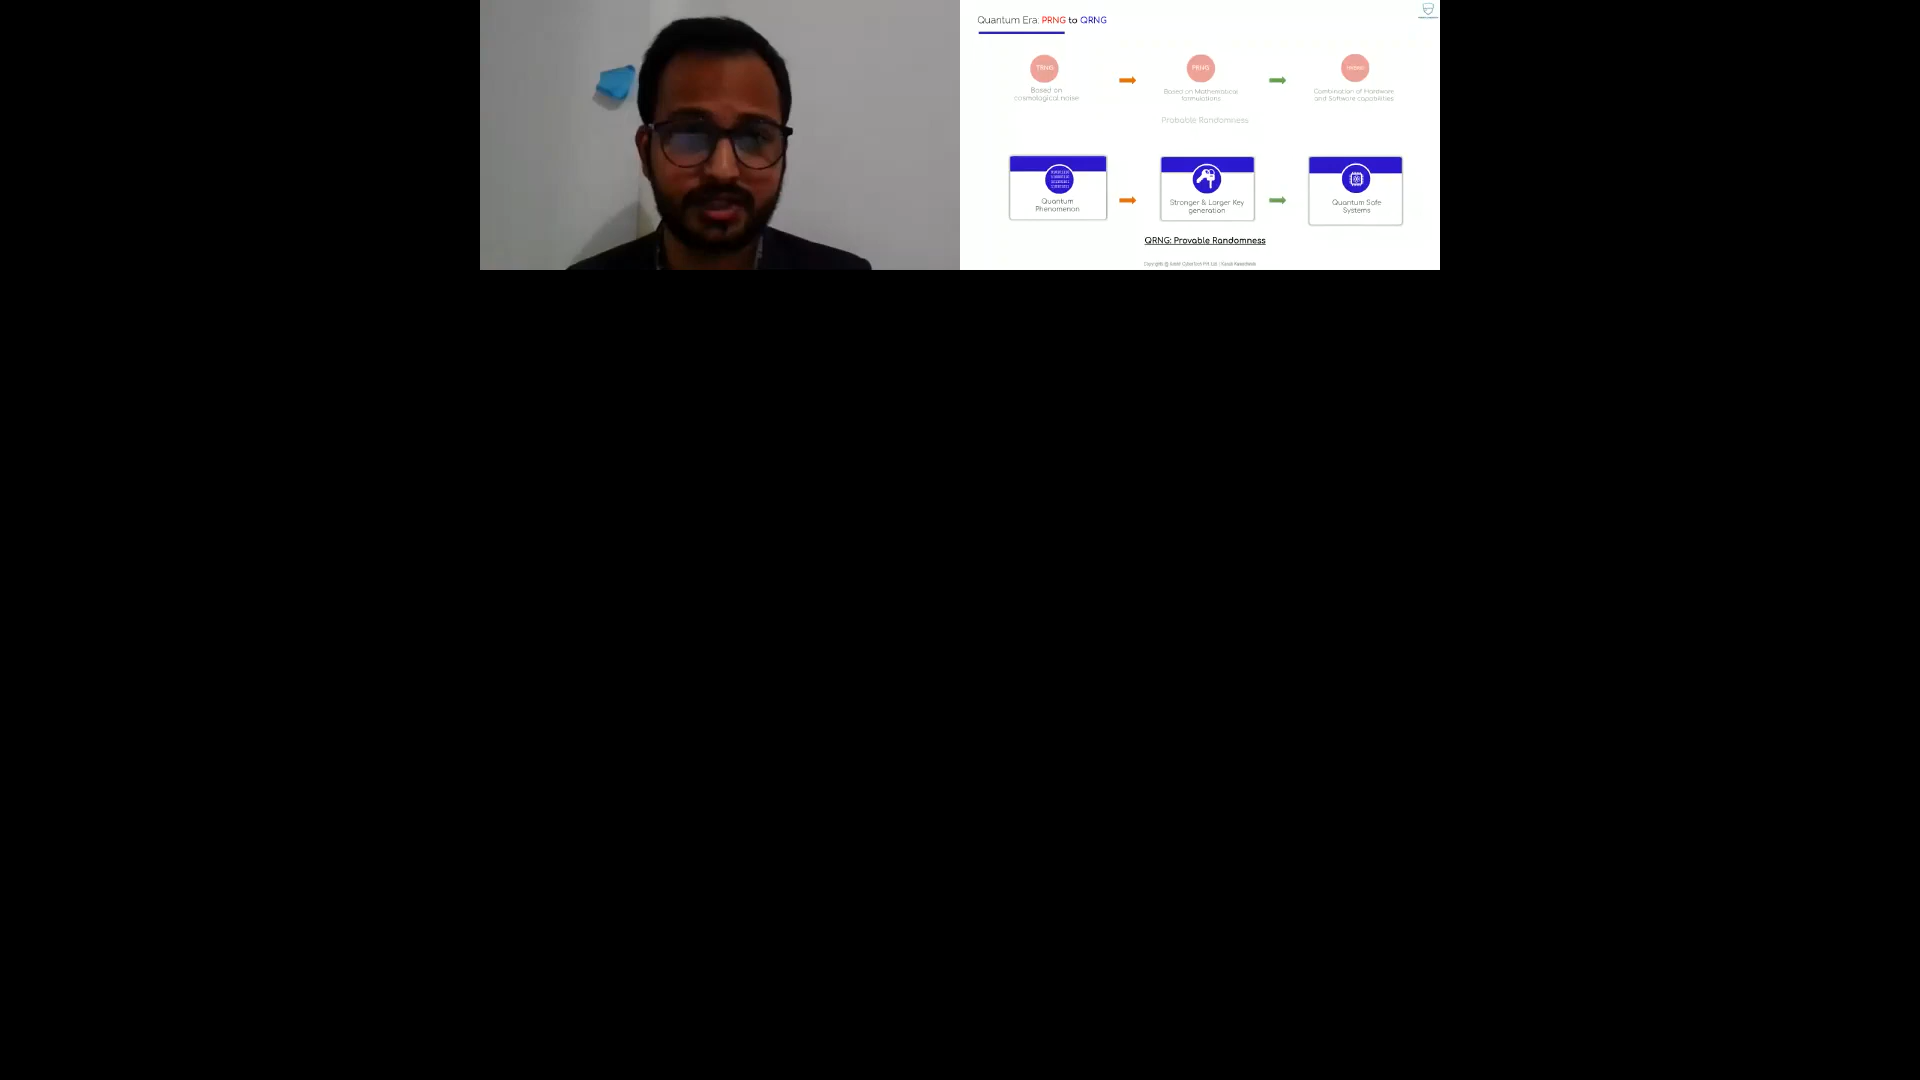 Quantum Era: PRNG to QRNG
TRNG
PRNG
Based on
cosmological noise
Based on Mathematical
formulations.
Combination of Hardware
and Software capabilities
Probable Randomness
Quantum
Phenomenon
Stronger & Larger Key
generation
Quantum Safe
Systems
QRNG: Provable Randomness